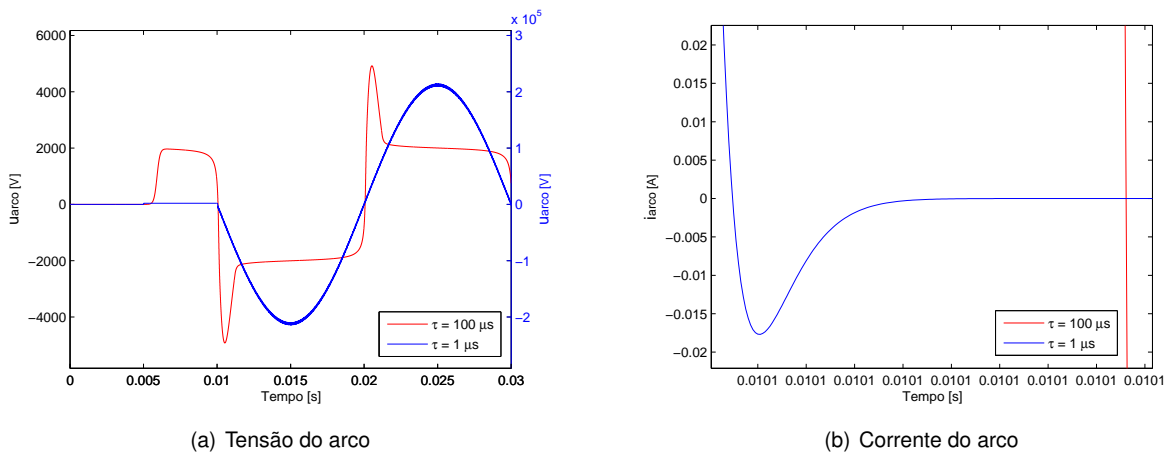 x 10^5
6000
4000
2000
0
−2000
−4000
uarco [V]
3
2
1
0
−1
−2
uarco [V]
0
0.005
0.01
0.015
0.02
0.025
0.03
Tempo [s]
τ = 100 μs
τ = 1 μs
(a) Tensão do arco
0.02
0.015
0.01
0.005
0
−0.005
−0.01
−0.015
−0.02
iarco [A]
0.0101 0.0101 0.0101 0.0101 0.0101 0.0101 0.0101 0.0101 0.0101
Tempo [s]
τ = 100 μs
τ = 1 μs
(b) Corrente do arco